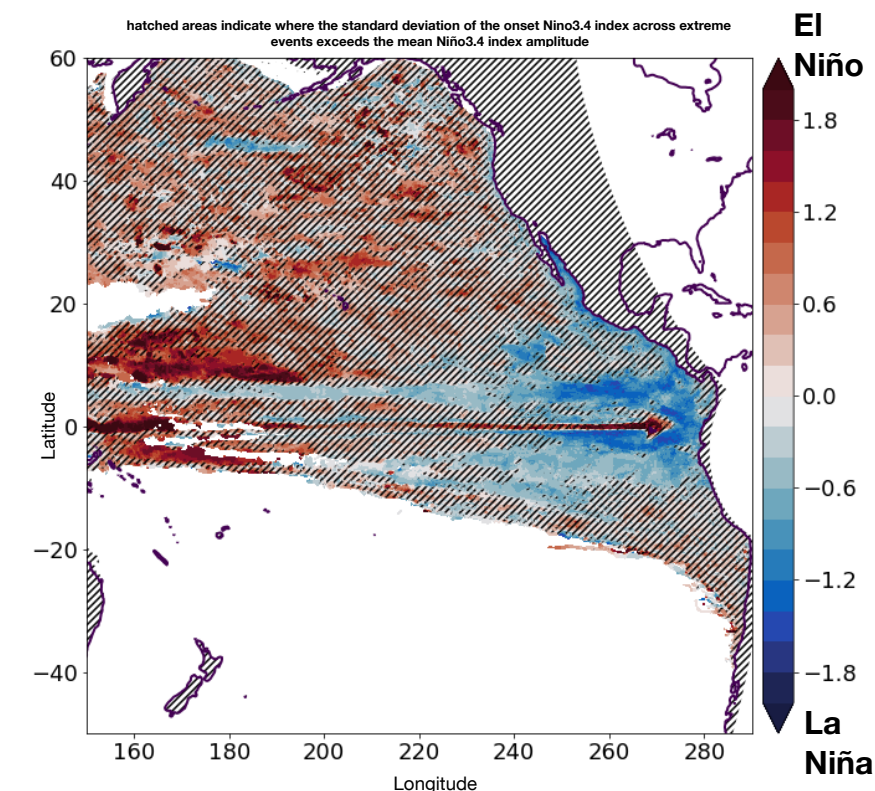 hatched areas indicate where the standard deviation of the onset Nino3.4 index across extreme
events exceeds the mean Niño3.4 index amplitude
El
Niño
60
40
20
0
−20
−40
Latitude
160
180
200
220
240
260
280
Longitude
1.8
1.2
0.6
0.0
−0.6
−1.2
−1.8
La
Niña